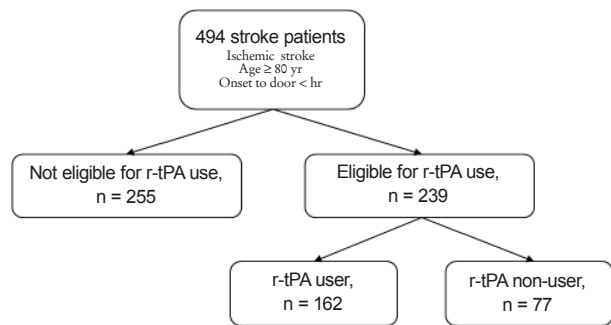 494 stroke patients
Ischemic stroke
Age ≥ 80 yr
Onset to door < hr
Not eligible for r-tPA use,
n = 255
Eligible for r-tPA use,
n = 239
r-tPA user,
n = 162
r-tPA non-user,
n = 77